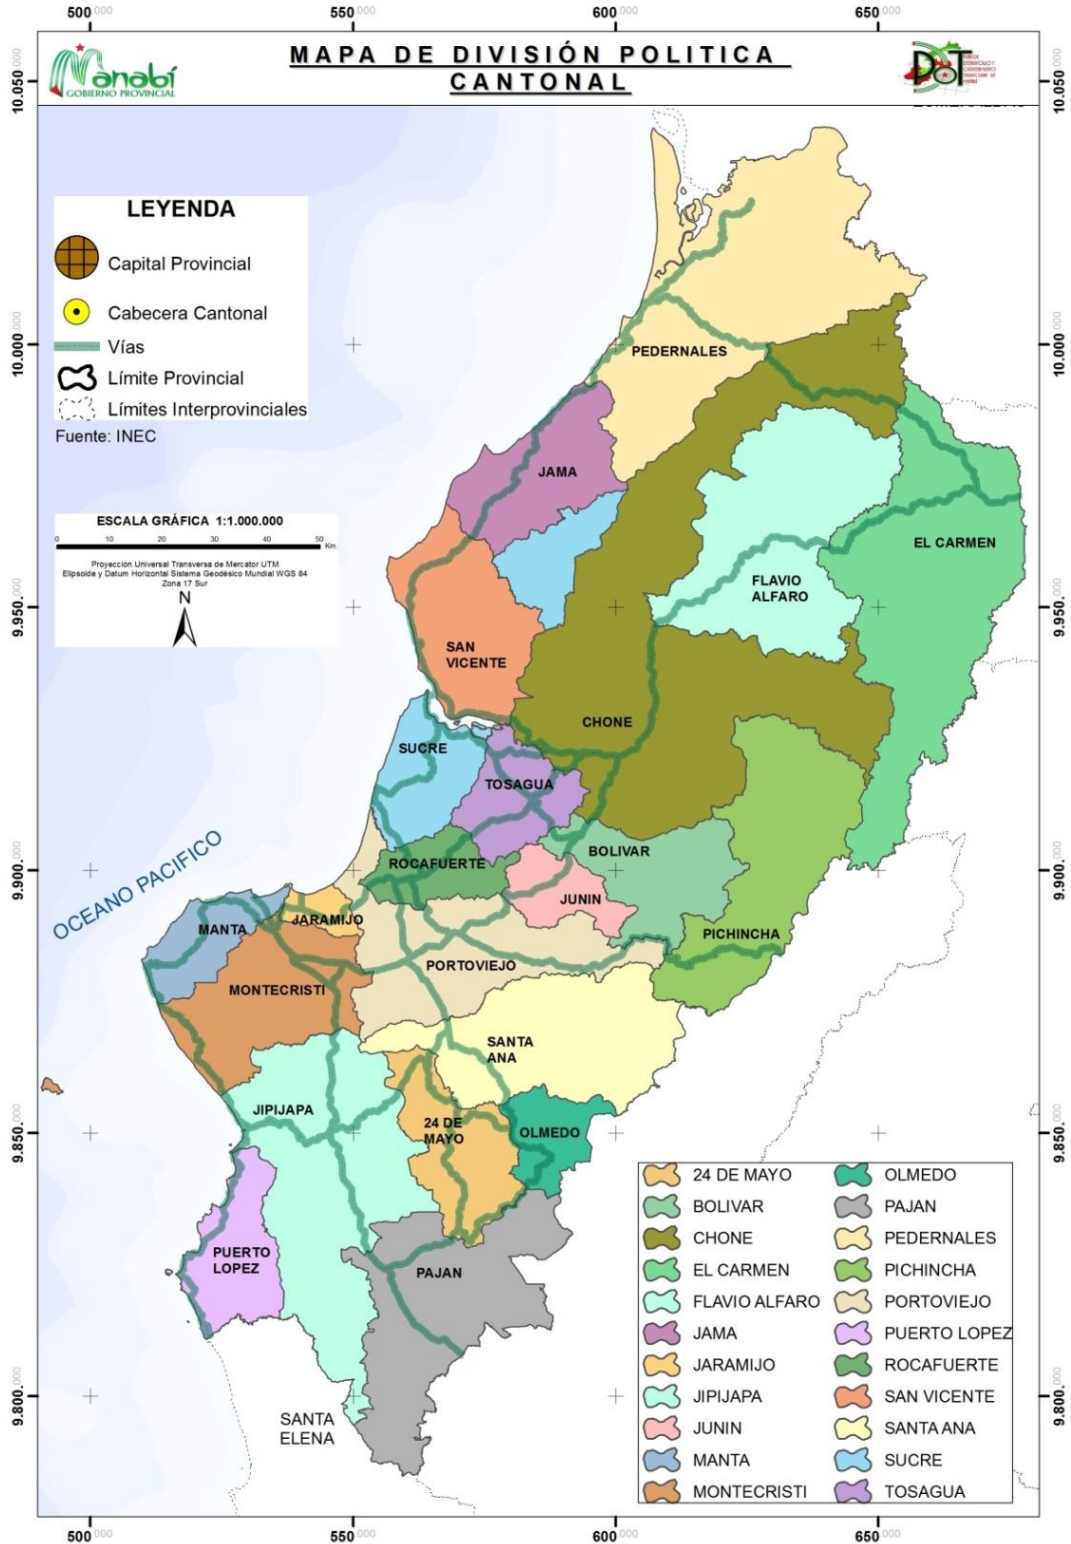 500.000 550.000 600.000 650.000
MAPA DE DIVISIÓN POLITICA
CANTONAL
Manabí
GOBIERNO PROVINCIAL
PDOT
10.050.000
10.050.000
LEYENDA
Capital Provincial
Cabecera Cantonal
Vías
Límite Provincial
Límites Interprovinciales
Fuente: INEC
10.000.000
10.000.000
ESCALA GRÁFICA 1:1.000.000
0 10 20 30 40 50
Km.
Proyección Universal Transversa de Mercator UTM
Elipsoide y Datum Horizontal Sistema Geodésico Mundial WGS 84
Zona 17 Sur
N
PEDERNALES
JAMA
EL CARMEN
FLAVIO
ALFARO
9.950.000
9.950.000
SAN
VICENTE
CHONE
SUCRE
TOSAGUA
OCEANO PACIFICO
BOLIVAR
ROCAFUERTE
9.900.000
9.900.000
JUNIN
JARAMIJO
MANTA
PICHINCHA
PORTOVIEJO
MONTECRISTI
SANTA
ANA
JIPIJAPA
24 DE
MAYO
OLMEDO
9.850.000
9.850.000
PUERTO
LOPEZ
PAJAN
9.800.000
9.800.000
SANTA
ELENA
24 DE MAYO
BOLIVAR
CHONE
EL CARMEN
FLAVIO ALFARO
JAMA
JARAMIJO
JIPIJAPA
JUNIN
MANTA
MONTECRISTI
OLMEDO
PAJAN
PEDERNALES
PICHINCHA
PORTOVIEJO
PUERTO LOPEZ
ROCAFUERTE
SAN VICENTE
SANTA ANA
SUCRE
TOSAGUA
500.000 550.000 600.000 650.000